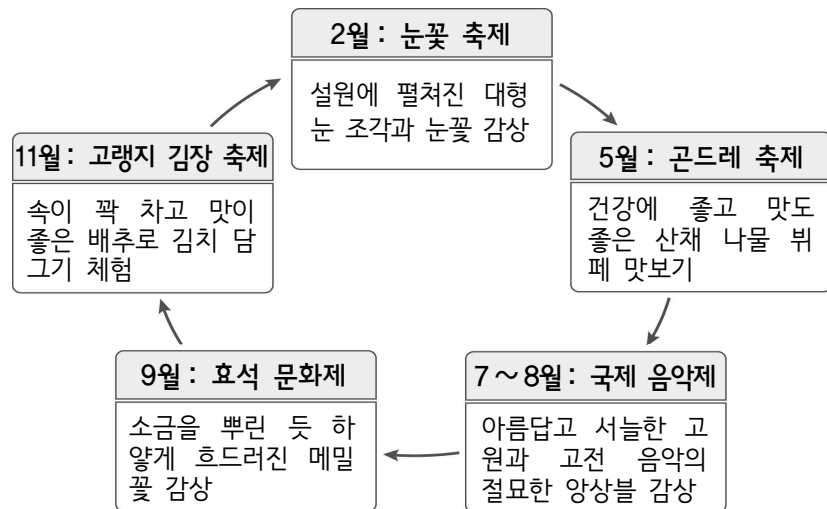 2월 : 눈꽃 축제
설원에 펼쳐진 대형
눈 조각과 눈꽃 감상
5월 : 곤드레 축제
건강에 좋고 맛도
좋은 산채 나물 뷔
페 맛보기
7～8월 : 국제 음악제
아름답고 서늘한 고
원과 고전 음악의
절묘한 앙상블 감상
9월 : 효석 문화제
소금을 뿌린 듯 하
얗게 흐드러진 메밀
꽃 감상
11월 : 고랭지 김장 축제
속이 꽉 차고 맛이
좋은 배추로 김치 담
그기 체험